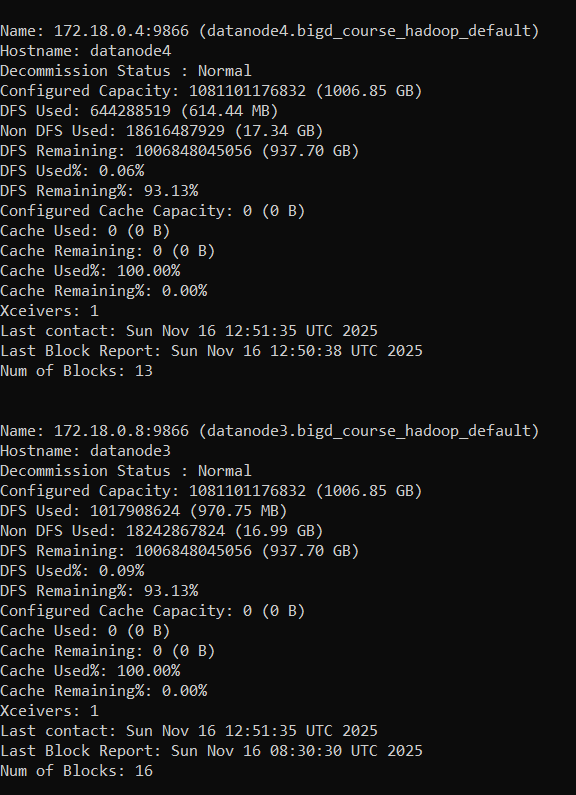 Name: 172.18.0.4:9866 (datanode4.bigd_course_hadoop_default)
Hostname: datanode4
Decommission Status : Normal
Configured Capacity: 1081101176832 (1006.85 GB)
DFS Used: 644288519 (614.44 MB)
Non DFS Used: 18616487929 (17.34 GB)
DFS Remaining: 1006848045056 (937.70 GB)
DFS Used%: 0.06%
DFS Remaining%: 93.13%
Configured Cache Capacity: 0 (0 B)
Cache Used: 0 (0 B)
Cache Remaining: 0 (0 B)
Cache Used%: 100.00%
Cache Remaining%: 0.00%
Xceivers: 1
Last contact: Sun Nov 16 12:51:35 UTC 2025
Last Block Report: Sun Nov 16 12:50:38 UTC 2025
Num of Blocks: 13
Name: 172.18.0.8:9866 (datanode3.bigd_course_hadoop_default)
Hostname: datanode3
Decommission Status : Normal
Configured Capacity: 1081101176832 (1006.85 GB)
DFS Used: 1017908624 (970.75 MB)
Non DFS Used: 18242867824 (16.99 GB)
DFS Remaining: 1006848045056 (937.70 GB)
DFS Used%: 0.09%
DFS Remaining%: 93.13%
Configured Cache Capacity: 0 (0 B)
Cache Used: 0 (0 B)
Cache Remaining: 0 (0 B)
Cache Used%: 100.00%
Cache Remaining%: 0.00%
Xceivers: 1
Last contact: Sun Nov 16 12:51:35 UTC 2025
Last Block Report: Sun Nov 16 08:30:30 UTC 2025
Num of Blocks: 16